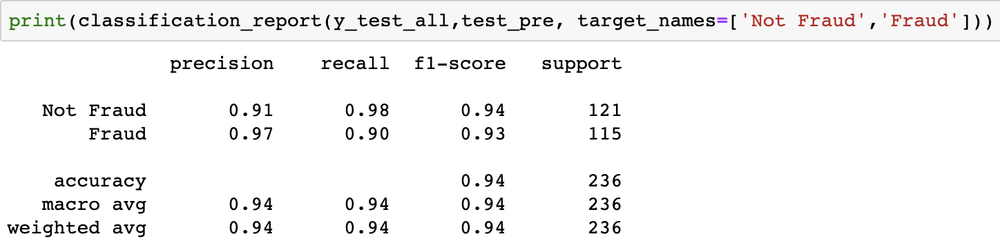 print(classification_report(y_test_all,test_pre, target_names=['Not Fraud','Fraud']))
precision recall f1-score support
Not Fraud 0.91 0.98 0.94 121
Fraud 0.97 0.90 0.93 115
accuracy 0.94 236
macro avg 0.94 0.94 0.94 236
weighted avg 0.94 0.94 0.94 236